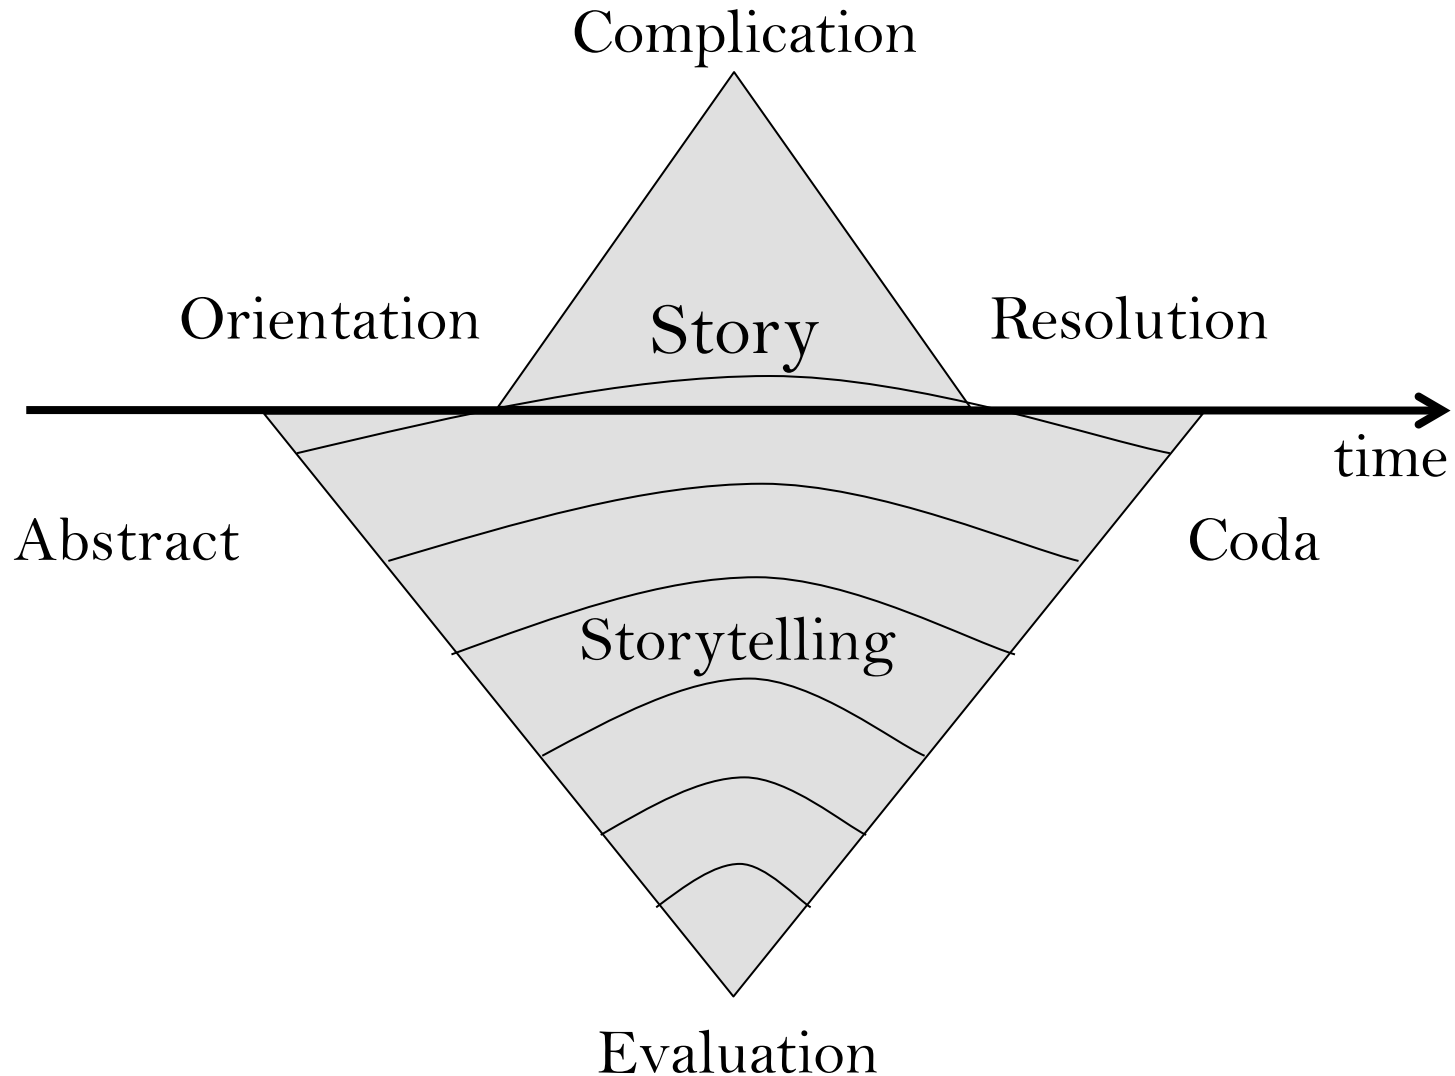 Complication
Orientation
Story
Resolution
time
Abstract
Coda
Storytelling
Evaluation